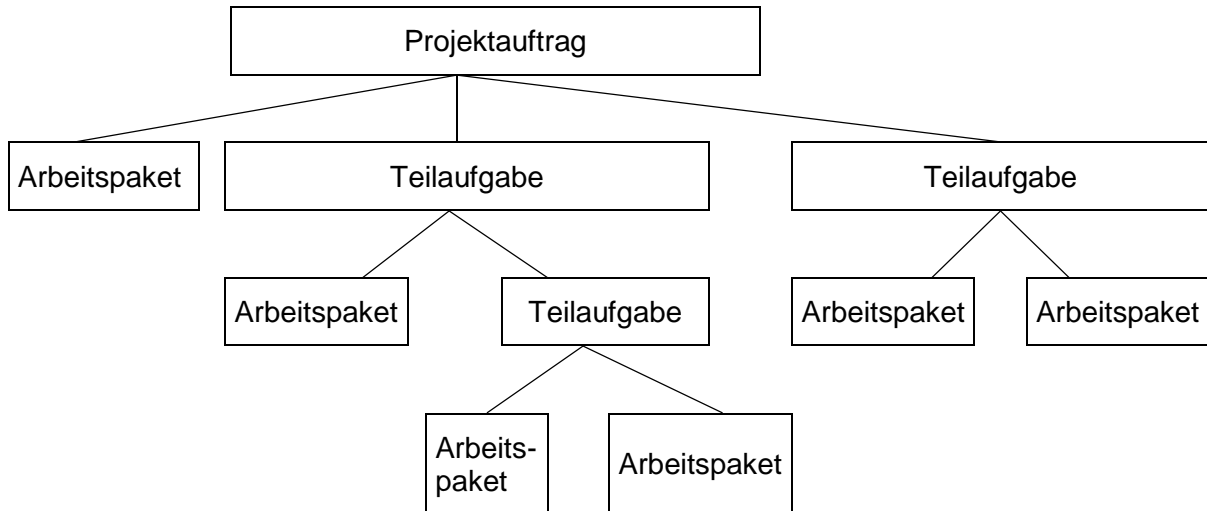 Projektauftrag
Arbeitspaket
Teilaufgabe
Teilaufgabe
Arbeitspaket
Teilaufgabe
Arbeitspaket
Arbeitspaket
Arbeits-
paket
Arbeitspaket